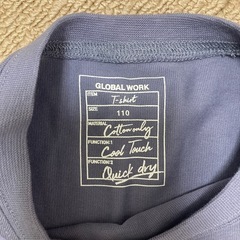 GLOBAL WORK
ITEM T-shirt
SIZE 110
MATERIAL Cotton only
FUNCTION 1 Cool Touch
FUNCTION 2 Quick dry